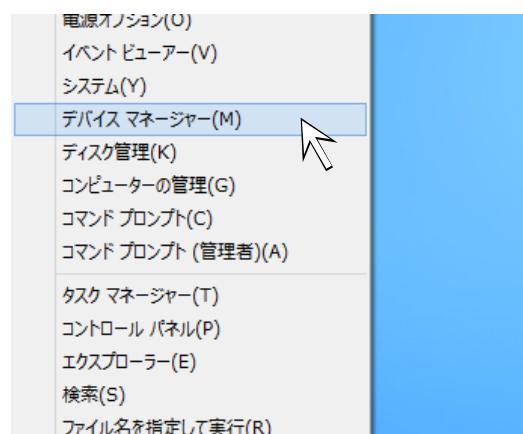 電源オプション(O)
イベント ビューアー(V)
システム(Y)
デバイス マネージャー(M)
ディスク管理(K)
コンピューターの管理(G)
コマンド プロンプト(C)
コマンド プロンプト (管理者)(A)
タスク マネージャー(T)
コントロール パネル(P)
エクスプローラー(E)
検索(S)
ファイル名を指定して実行(R)